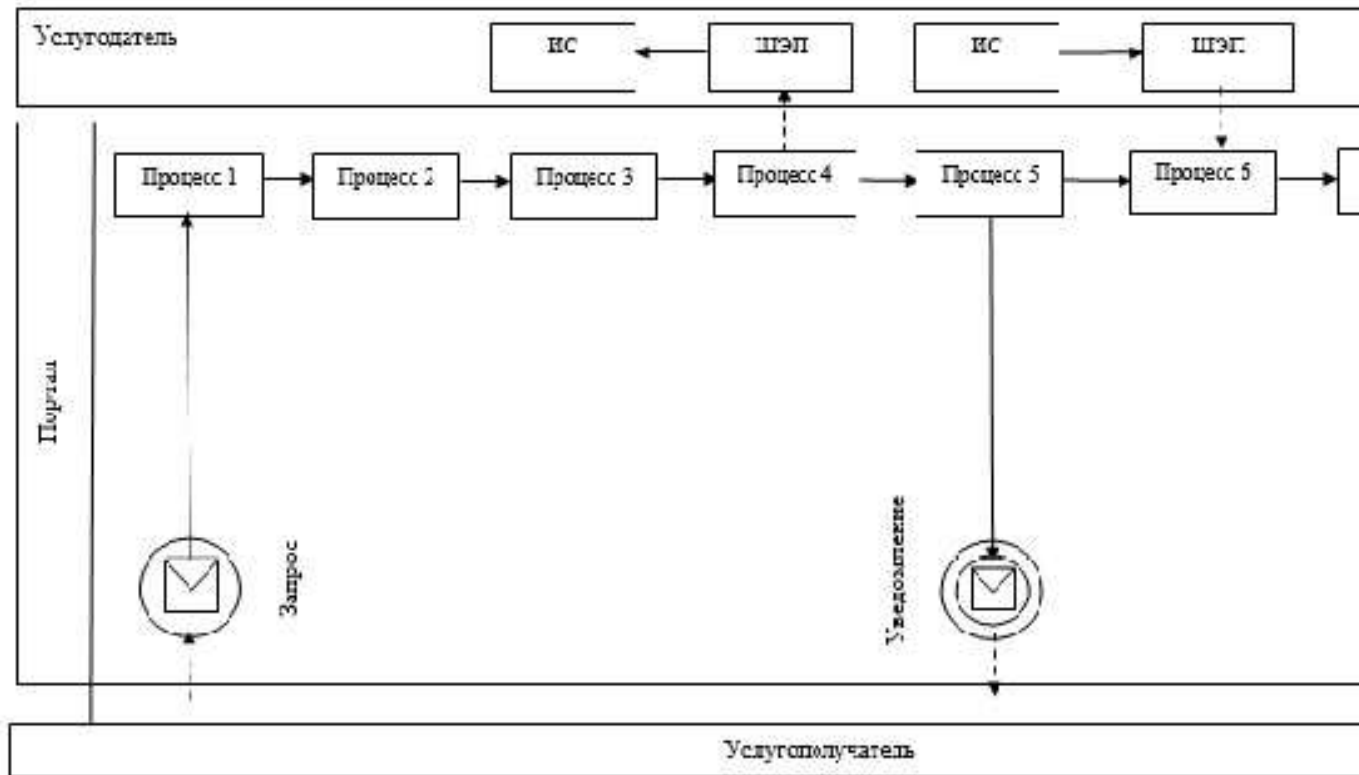 Услугодатель
ИС
ШЭП
ИС
ШЭП
Процесс 1
Процесс 2
Процесс 3
Процесс 4
Процесс 5
Процесс 6
Портал
Запрос
Уведомление
Услугополучатель